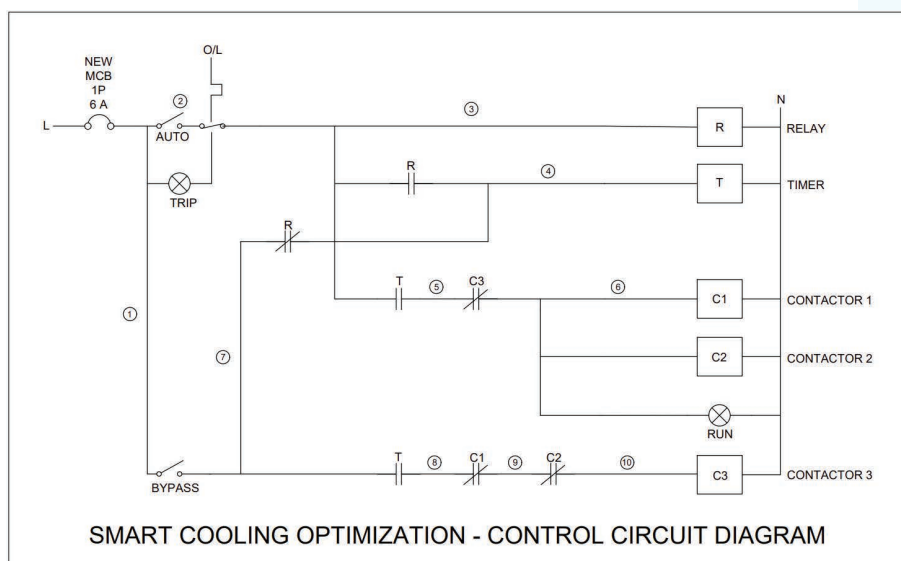 O/L
NEW
MCB
1P
6 A
2
3
N
L
AUTO
R
RELAY
R
4
TRIP
T
TIMER
R
T
5
C3
6
1
C1
CONTACTOR 1
7
C2
CONTACTOR 2
RUN
T
8
C1
9
C2
10
BYPASS
C3
CONTACTOR 3
SMART COOLING OPTIMIZATION - CONTROL CIRCUIT DIAGRAM